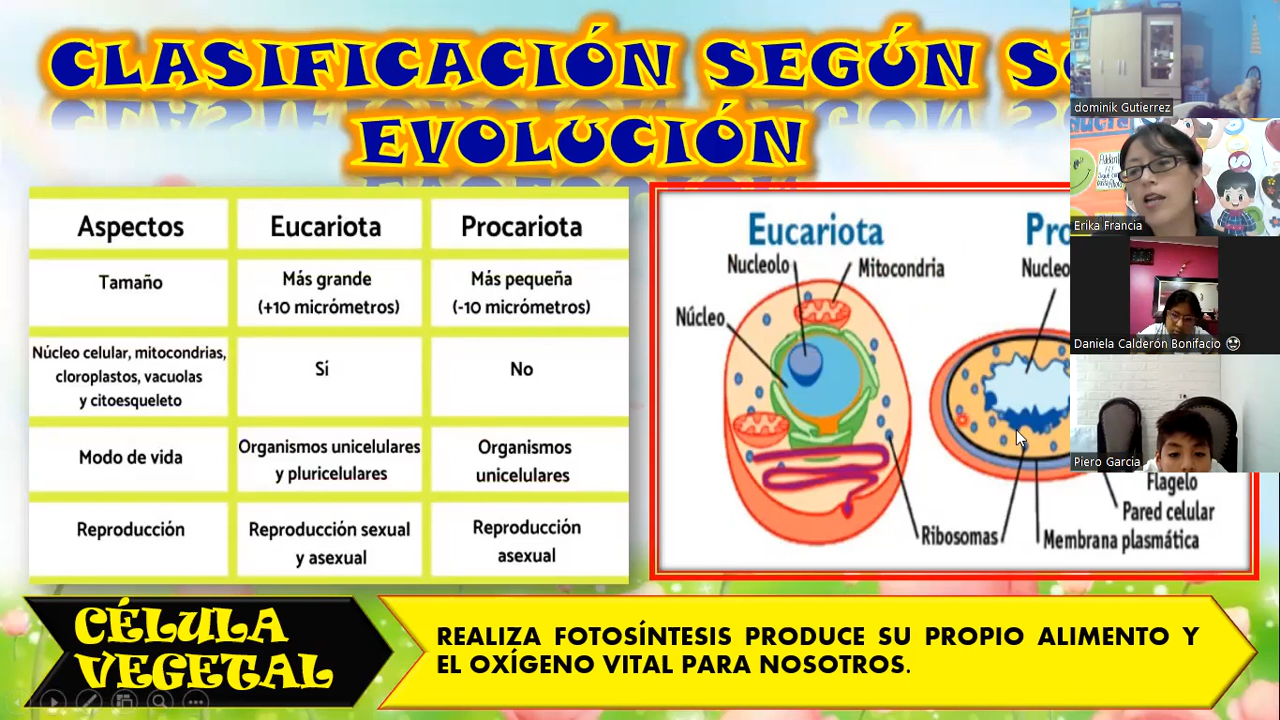 CLASIFICACIÓN SEGÚN
EVOLUCIÓN
Aspectos Eucariota Procariota
Tamaño
Más grande
(+10 micrómetros)
Más pequeña
(-10 micrómetros)
Núcleo celular, mitocondrias,
cloroplastos, vacuolas
y citoesqueleto
Sí
No
Modo de vida
Organismos unicelulares
y pluricelulares
Organismos
unicelulares
Reproducción
Reproducción sexual
y asexual
Reproducción
asexual
Eucariota
Nucleolo
Mitocondria
Núcleo
Ribosomas
Pro
Nucleo
Flagelo
Pared celular
Membrana plasmática
CÉLULA
VEGETAL
REALIZA FOTOSÍNTESIS PRODUCE SU PROPIO ALIMENTO Y
EL OXÍGENO VITAL PARA NOSOTROS.
dominik Gutierrez
Erika Francia
Daniela Calderón Bonifacio
Piero Garcia